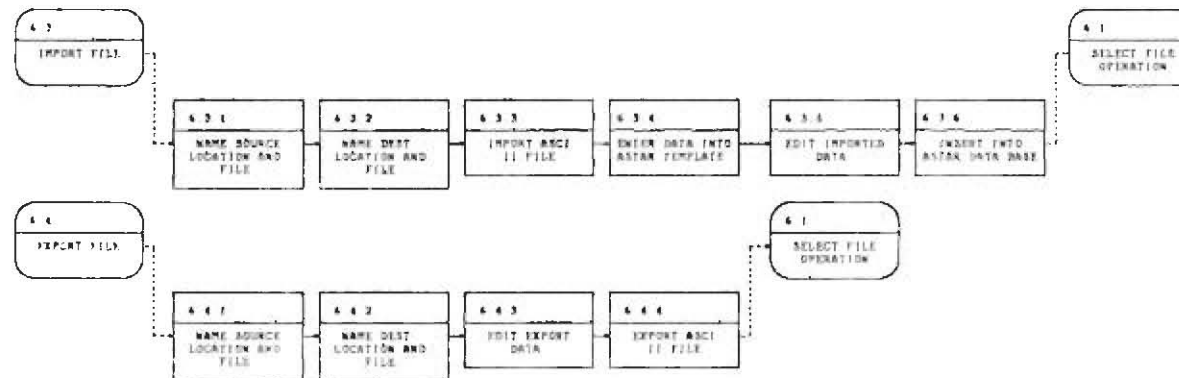 6 3
IMPORT FILE
6 1
SELECT FILE
OPERATION
6 3 1
NAME SOURCE
LOCATION AND
FILE
6 3 2
NAME DEST
LOCATION AND
FILE
6 3 3
IMPORT ASCI
II FILE
6 3 4
ENTER DATA INTO
ASTAR TEMPLATE
6 3 5
EDIT IMPORTED
DATA
6 3 6
INSERT INTO
ASTAR DATA BASE
6 4
EXPORT FILE
6 1
SELECT FILE
OPERATION
6 4 1
NAME SOURCE
LOCATION AND
FILE
6 4 2
NAME DEST
LOCATION AND
FILE
6 4 3
EDIT EXPORT
DATA
6 4 4
EXPORT ASCI
II FILE